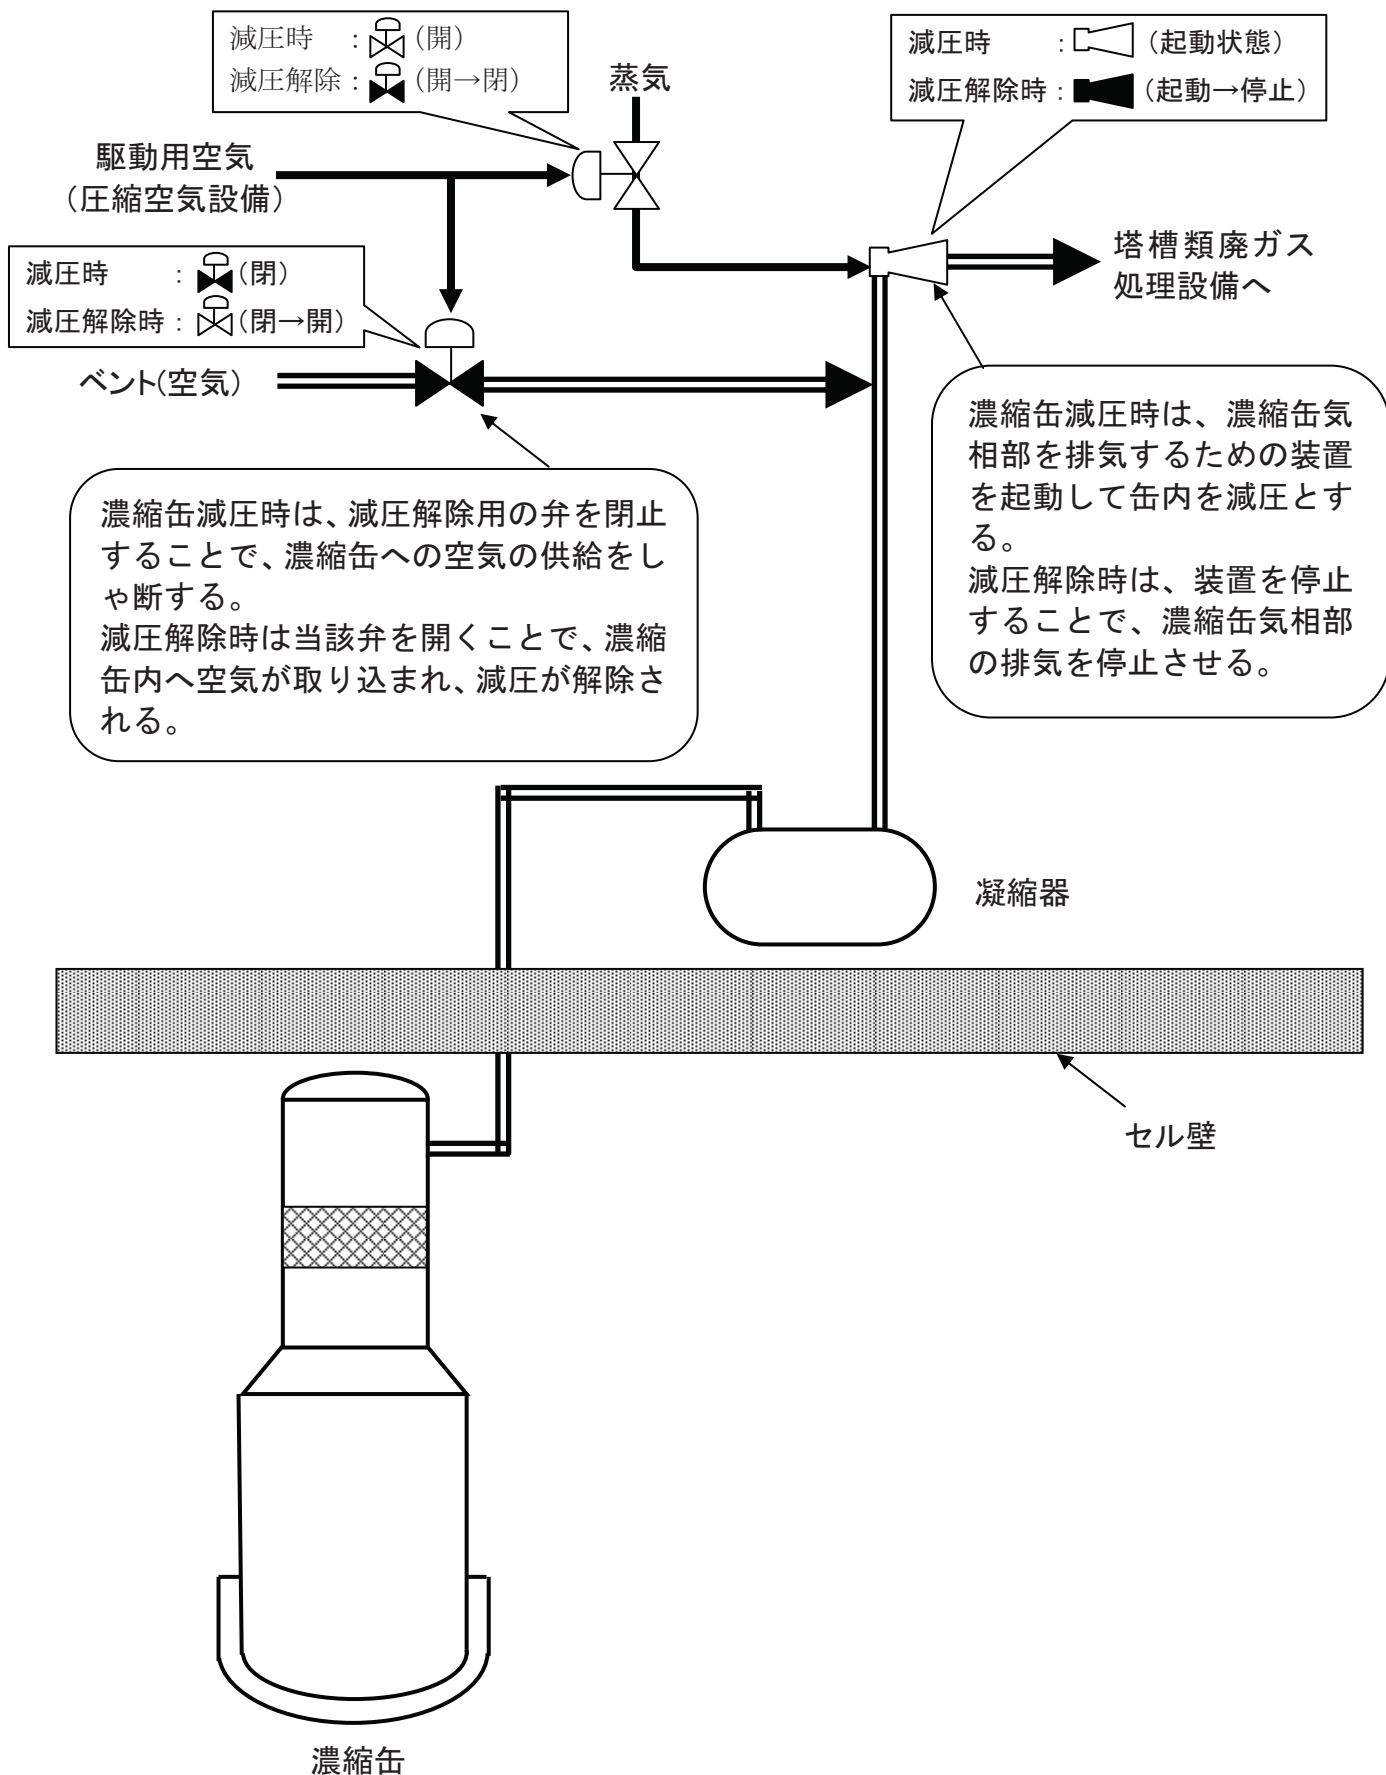 減圧時　：(開)
減圧解除：(開→閉)
蒸気
減圧時　：(起動状態)
減圧解除時：(起動→停止)
駆動用空気
(圧縮空気設備)
塔槽類廃ガス
処理設備へ
減圧時　：(閉)
減圧解除時：(閉→開)
ベント(空気)
濃縮缶減圧時は、減圧解除用の弁を閉止
することで、濃縮缶への空気の供給をし
ゃ断する。
減圧解除時は当該弁を開くことで、濃縮
缶内へ空気が取り込まれ、減圧が解除さ
れる。
濃縮缶減圧時は、濃縮缶気
相部を排気するための装置
を起動して缶内を減圧とす
る。
減圧解除時は、装置を停止
することで、濃縮缶気相部
の排気を停止させる。
凝縮器
セル壁
濃縮缶